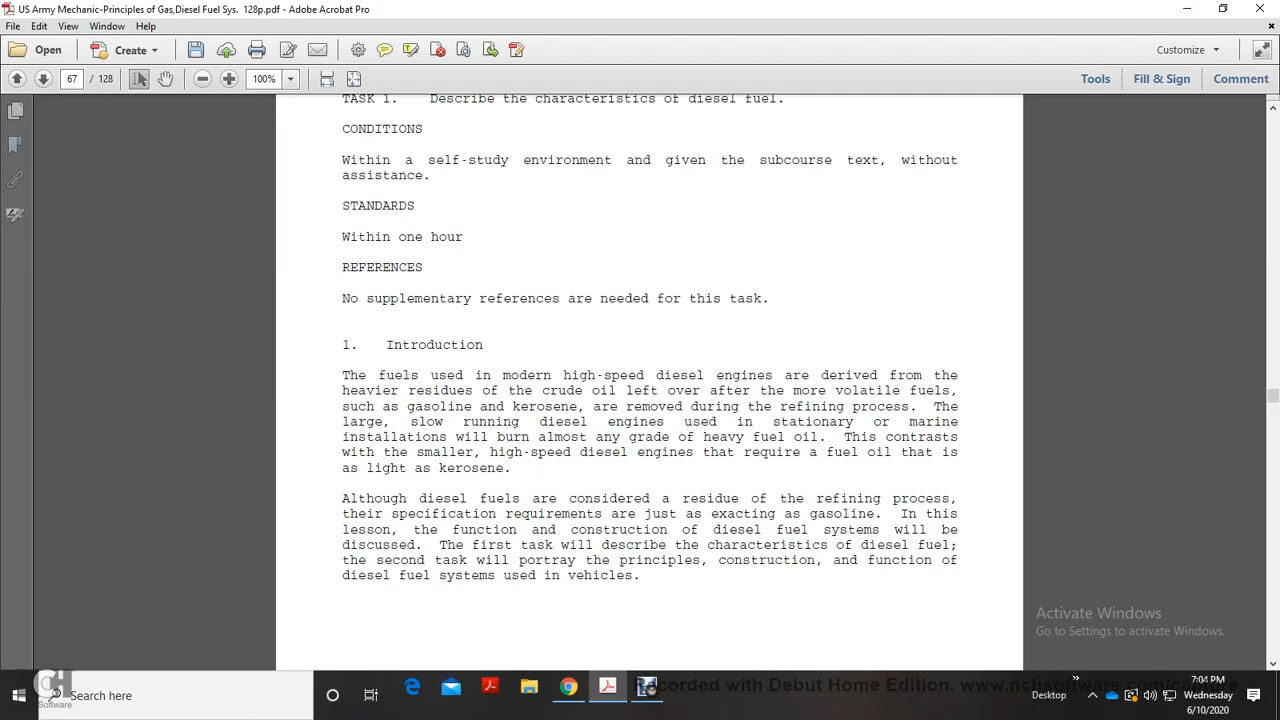 US Army Mechanic-Principles of Gas,Diesel Fuel Sys. 128p.pdf - Adobe Acrobat Pro
File Edit View Window Help
Open Create Customize
67 / 128 100% Tools Fill & Sign Comment
TASK 1. Describe the characteristics of diesel fuel.
CONDITIONS
Within a self-study environment and given the subcourse text, without
assistance.
STANDARDS
Within one hour
REFERENCES
No supplementary references are needed for this task.
1. Introduction
The fuels used in modern high-speed diesel engines are derived from the
heavier residues of the crude oil left over after the more volatile fuels,
such as gasoline and kerosene, are removed during the refining process. The
large, slow running diesel engines used in stationary or marine
installations will burn almost any grade of heavy fuel oil. This contrasts
with the smaller, high-speed diesel engines that require a fuel oil that is
as light as kerosene.
Although diesel fuels are considered a residue of the refining process,
their specification requirements are just as exacting as gasoline. In this
lesson, the function and construction of diesel fuel systems will be
discussed. The first task will describe the characteristics of diesel fuel;
the second task will portray the principles, construction, and function of
diesel fuel systems used in vehicles.
Activate Windows
Go to Settings to activate Windows.
Recorded with Debut Home Edition. www.nchsoftware.com/capture
Software
Search here
Desktop
7:04 PM
Wednesday
6/10/2020